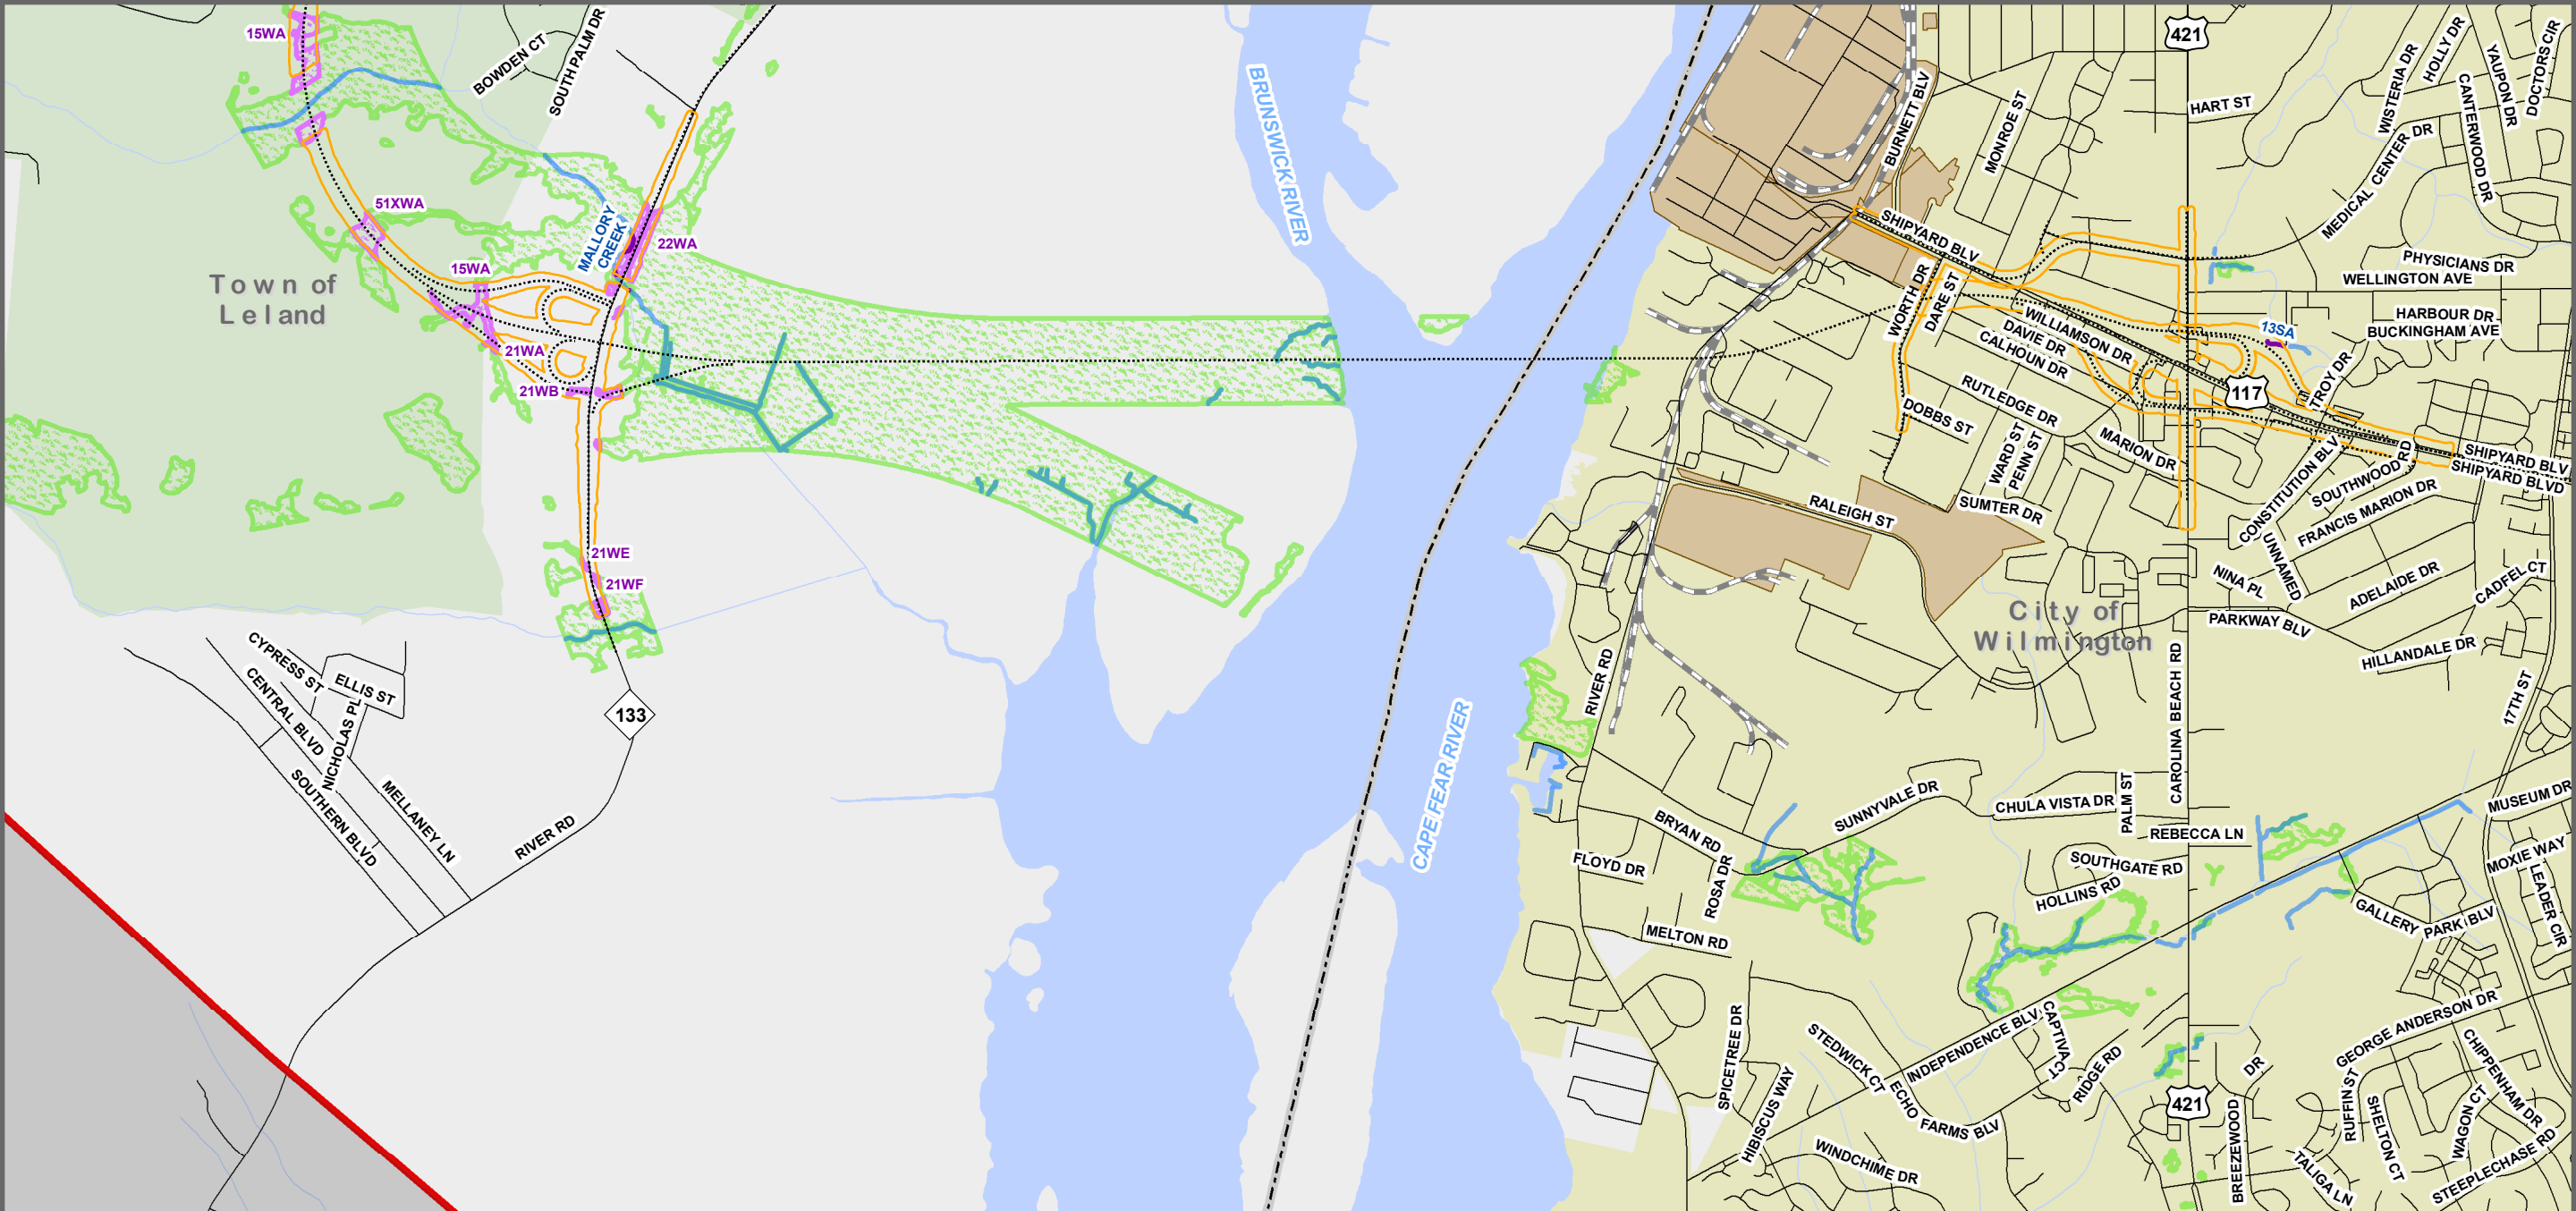 15WA
BOWDEN CT
SOUTH PALM DR
BRUNSWICK RIVER
BURNETT BLV
MONROE ST
421
HART ST
WISTERIA DR
HOLLY DR
YAUPON DR
DOCTORS CIR
CANTERWOOD DR
MEDICAL CENTER DR
51XWA
MALLORY
CREEK
22WA
SHIPYARD BLV
PHYSICIANS DR
WELLINGTON AVE
15WA
Town of
Leland
WORTH DR
DARE ST
WILLIAMSON DR
DAVIE DR
CALHOUN DR
HARBOUR DR
BUCKINGHAM AVE
13SA
21WA
21WB
RUTLEDGE DR
DOBBS ST
WARD ST
PENN ST
MARION DR
117
TROY DR
SHIPYARD BLV
SHIPYARD BLVD
CONSTITUTION BLV
SOUTHWOOD RD
FRANCIS MARION DR
UNNAMED
RALEIGH ST
SUMTER DR
21WE
21WF
NINA PL
ADELAIDE DR
CADFEL CT
City of
Wilmington
PARKWAY BLV
HILLANDALE DR
CYPRESS ST
ELLIS ST
CENTRAL BLVD
NICHOLAS PL
SOUTHERN BLVD
MELLANEY LN
133
RIVER RD
RIVER RD
CAPE FEAR RIVER
CAROLINA BEACH RD
17TH ST
BRYAN RD
SUNNYVALE DR
CHULA VISTA DR
PALM ST
REBECCA LN
MUSEUM DR
FLOYD DR
ROSA DR
SOUTHGATE RD
HOLLINS RD
MOXIE WAY
LEADER CIR
MELTON RD
GALLERY PARK BLV
SPICETREE DR
HIBISCUS WAY
STEDWICK CT
ECHO FARMS BLV
INDEPENDENCE BLV
CAPTIVA CT
RIDGE RD
GEORGE ANDERSON DR
CHIPPENHAM DR
421
BREEZEWOOD DR
RUFFIN ST
SHELTON CT
WAGON CT
WINDCHIME DR
TALIGA LN
STEEPLECHASE RD